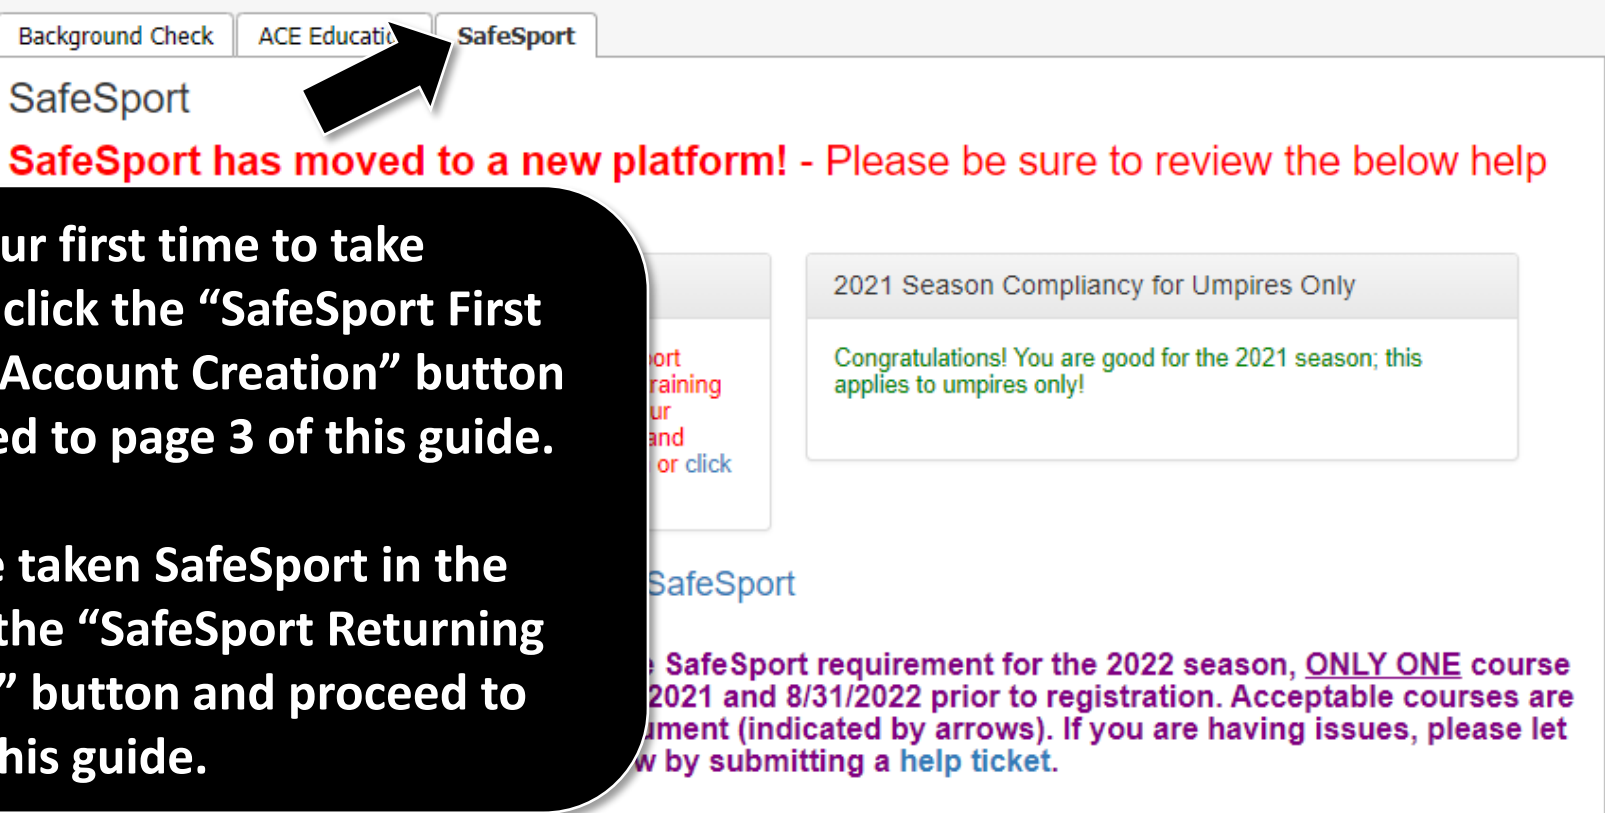 Background Check
ACE Educatio
SafeSport
SafeSport
SafeSport has moved to a new platform! - Please be sure to review the below help
ur first time to take
click the “SafeSport First
Account Creation” button
ed to page 3 of this guide.
e taken SafeSport in the
the “SafeSport Returning
” button and proceed to
his guide.
ort
raining
ur
and
or click
2021 Season Compliancy for Umpires Only
Congratulations! You are good for the 2021 season; this
applies to umpires only!
SafeSport
SafeSport requirement for the 2022 season, ONLY ONE course
2021 and 8/31/2022 prior to registration. Acceptable courses are
ument (indicated by arrows). If you are having issues, please let
w by submitting a help ticket.